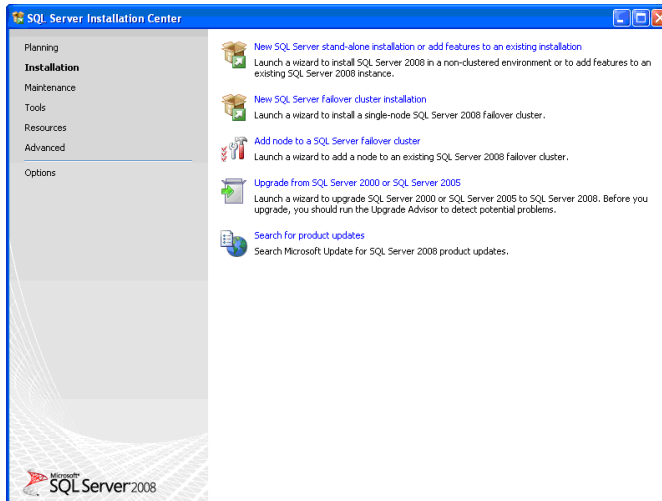 SQL Server Installation Center
Planning
Installation
Maintenance
Tools
Resources
Advanced
Options
New SQL Server stand-alone installation or add features to an existing installation
Launch a wizard to install SQL Server 2008 in a non-clustered environment or to add features to an
existing SQL Server 2008 instance.
New SQL Server failover cluster installation
Launch a wizard to install a single-node SQL Server 2008 failover cluster.
Add node to a SQL Server failover cluster
Launch a wizard to add a node to an existing SQL Server 2008 failover cluster.
Upgrade from SQL Server 2000 or SQL Server 2005
Launch a wizard to upgrade SQL Server 2000 or SQL Server 2005 to SQL Server 2008. Before you
upgrade, you should run the Upgrade Advisor to detect potential problems.
Search for product updates
Search Microsoft Update for SQL Server 2008 product updates.
Microsoft®
SQL Server 2008